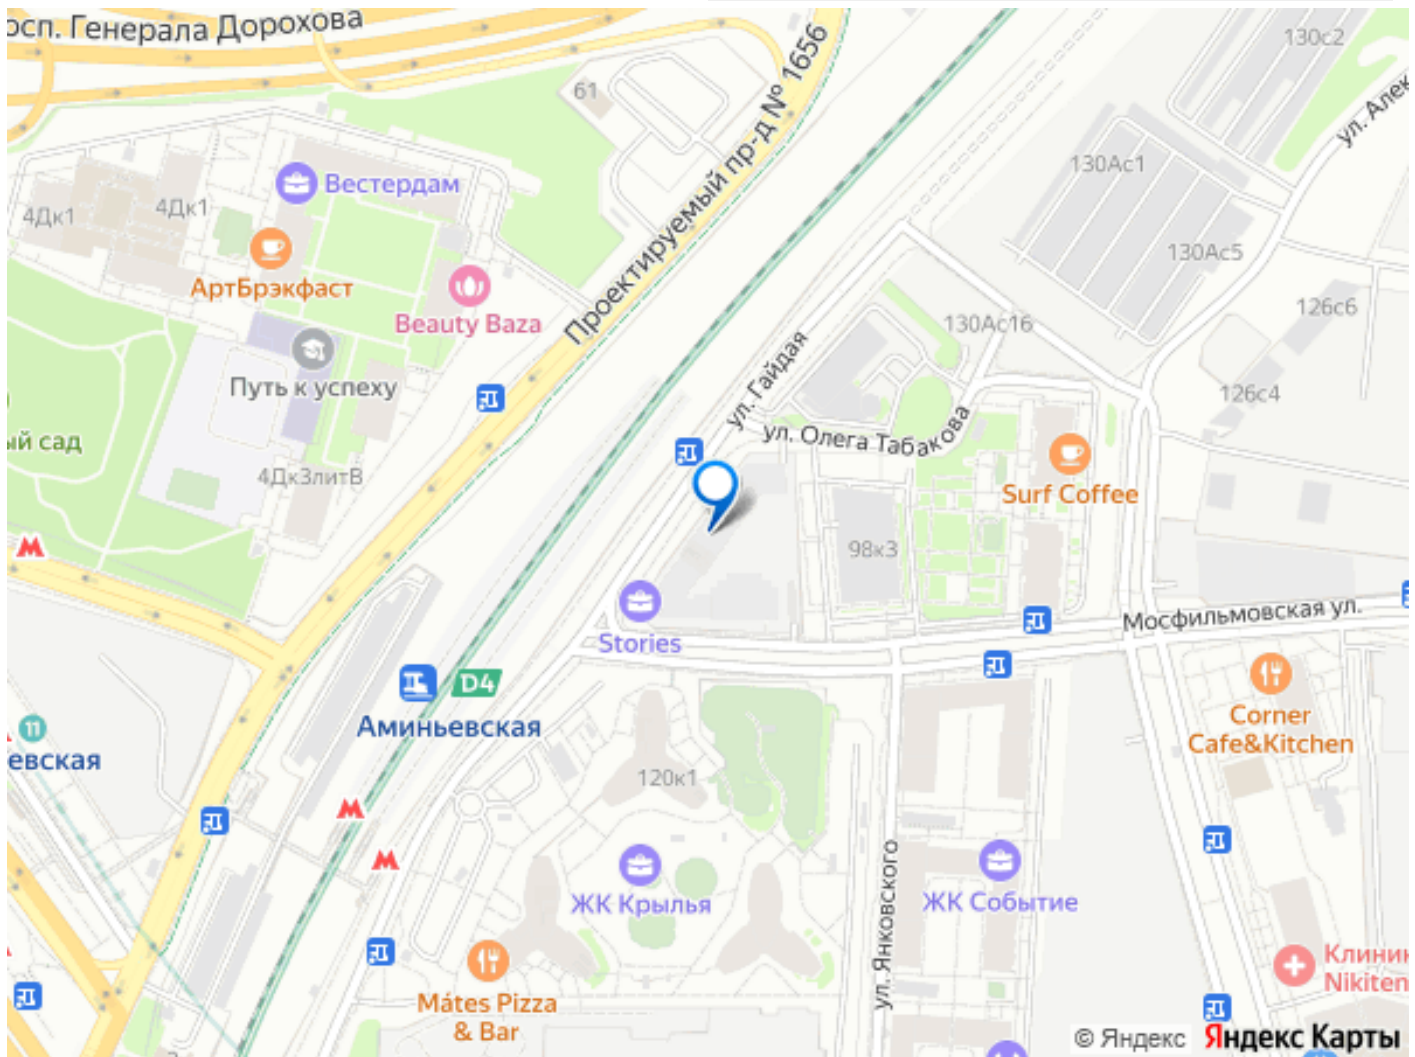 осп. Генерала Дорохова
130с2
61
Проектируемый пр-д № 1656
ул. Алек
130Ас1
Вестердам
4Дк1
4Дк1
АртБрэкфаст
130Ас5
Beauty Baza
126с6
130Ас16
Путь к успеху
ул. Гайдая
126с4
ул. Олега Табакова
ый сад
4Дк3литВ
Surf Coffee
98к3
Мосфильмовская ул.
Stories
D4
Аминьевская
11
евская
Corner
Cafe&Kitchen
120к1
ЖК Крылья
ЖК Событие
ул. Янковского
Клиник
Nikiten
Mátes Pizza
& Bar
© Яндекс Яндекс Карты